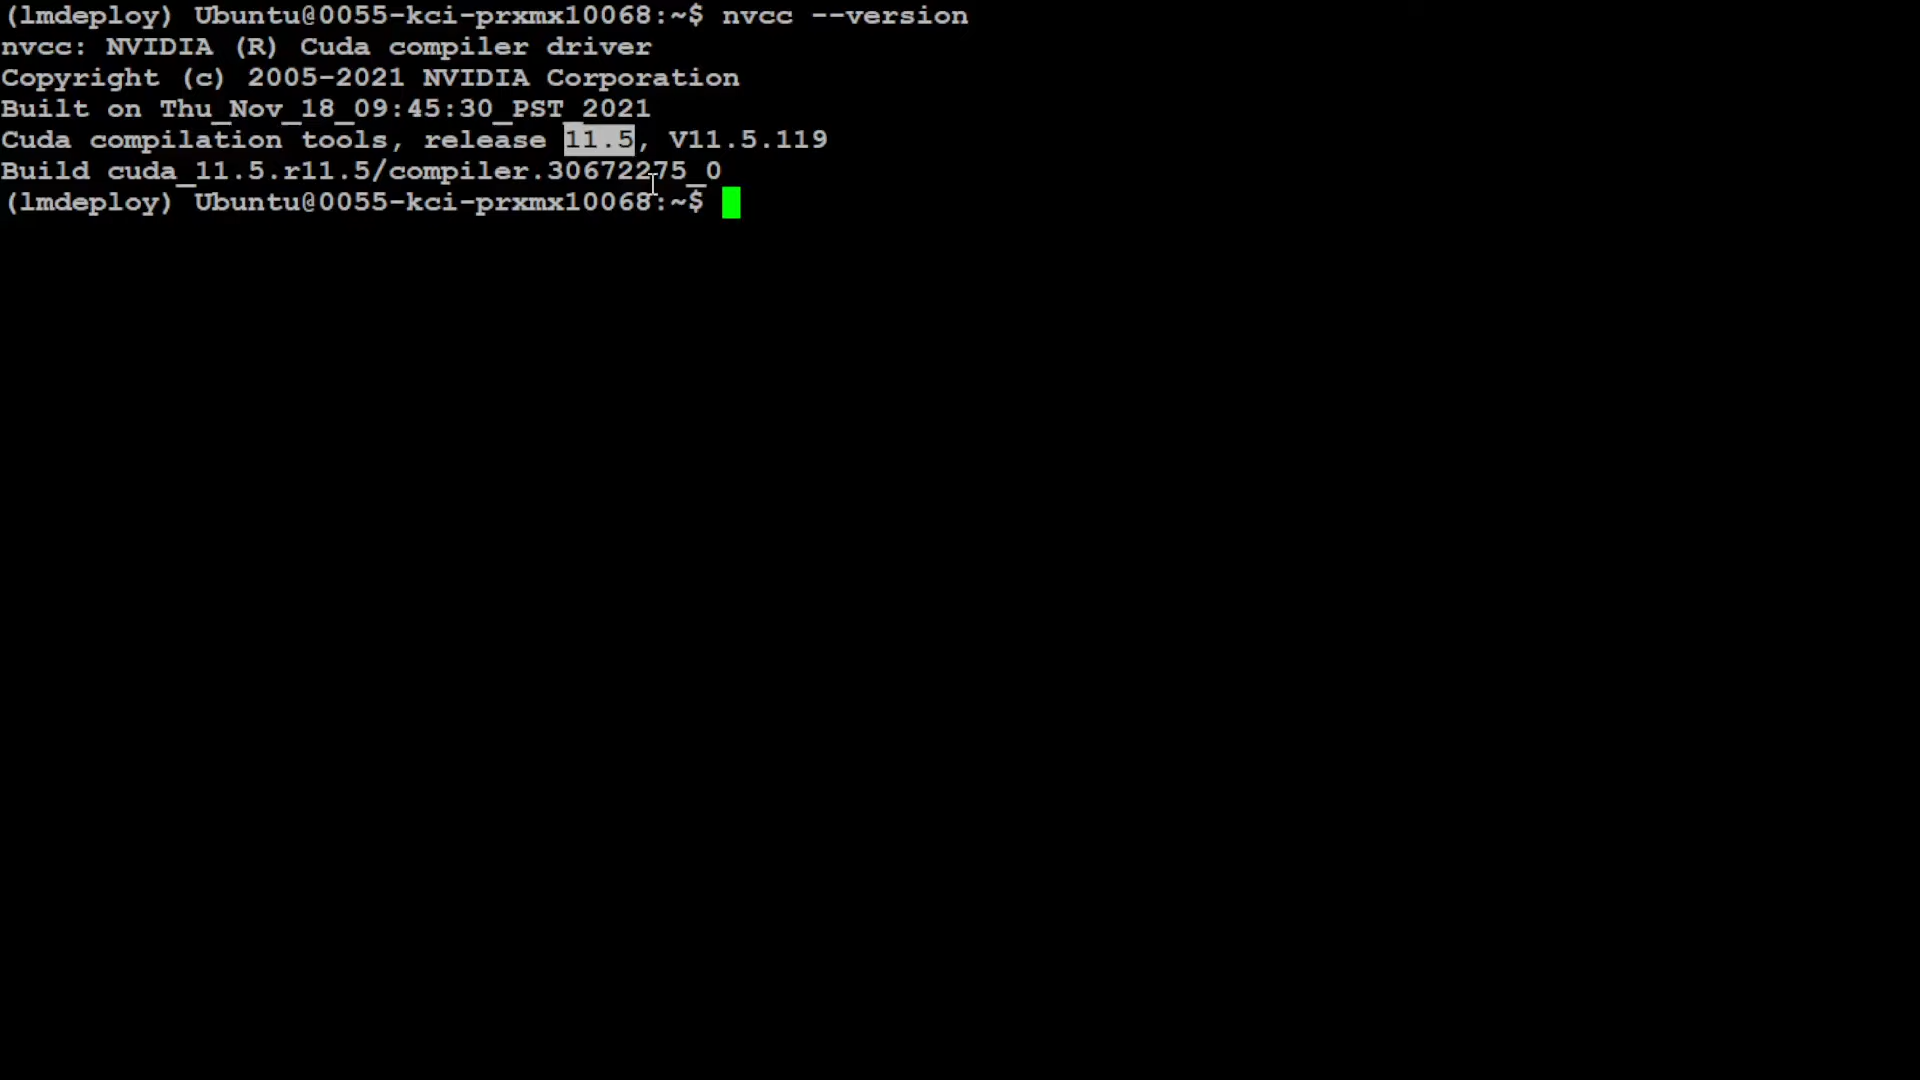 (lmdeploy) Ubuntu@0055-kci-prxmx10068:~$ nvcc --version
nvcc: NVIDIA (R) Cuda compiler driver
Copyright (c) 2005-2021 NVIDIA Corporation
Built on Thu_Nov_18_09:45:30_PST_2021
Cuda compilation tools, release 11.5, V11.5.119
Build cuda_11.5.r11.5/compiler.30672275_0
(lmdeploy) Ubuntu@0055-kci-prxmx10068:~$